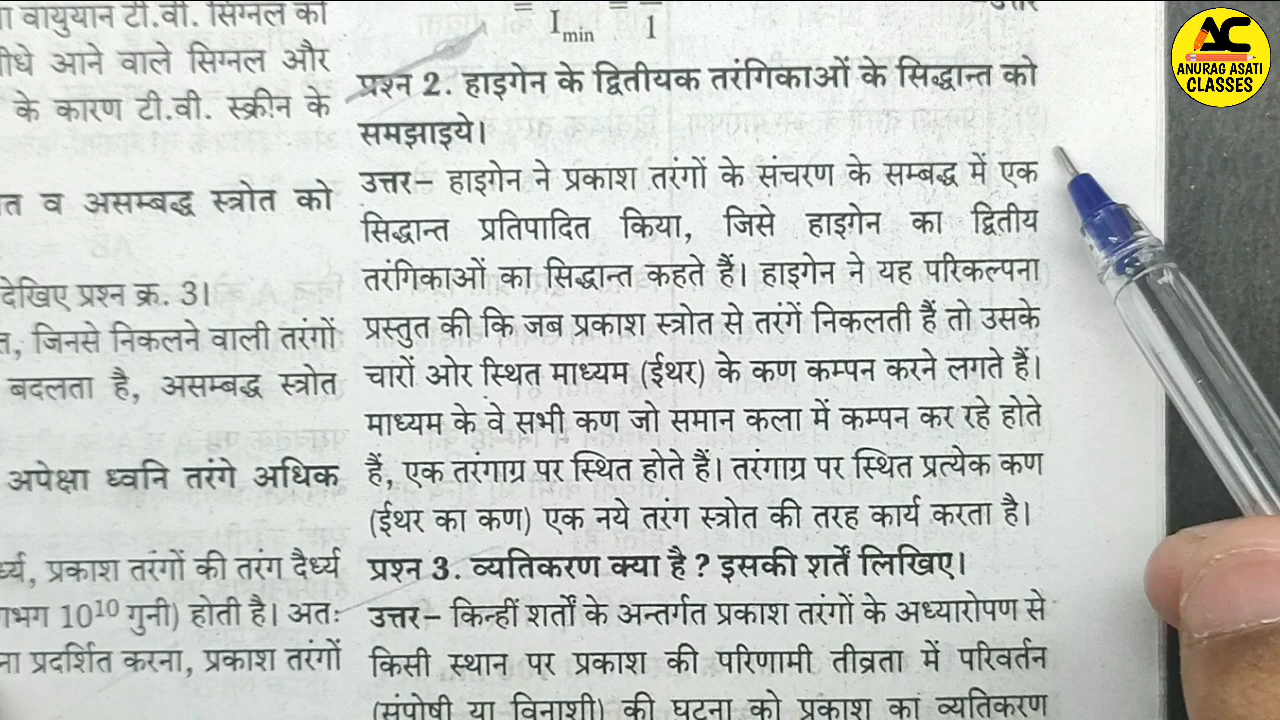 वायुयान टी.वी. सिग्नल को
आने वाले सिग्नल और
के कारण टी.वी. स्क्रीन के
व असम्बद्ध स्त्रोत को
देखिए प्रश्न क्र. 3।
जिनसे निकलने वाली तरंगों
बदलता है, असम्बद्ध स्त्रोत
अपेक्षा ध्वनि तरंगे अधिक
प्रकाश तरंगों की तरंग दैर्ध्य
10¹⁰ गुनी) होती है। अतः
प्रदर्शित करना, प्रकाश तरंगों
= I min = 1
प्रश्न 2. हाइगेन के द्वितीयक तरंगिकाओं के सिद्धान्त को
समझाइये।
उत्तर– हाइगेन ने प्रकाश तरंगों के संचरण के सम्बद्ध में एक
सिद्धान्त प्रतिपादित किया, जिसे हाइगेन का द्वितीय
तरंगिकाओं का सिद्धान्त कहते हैं। हाइगेन ने यह परिकल्पना
प्रस्तुत की कि जब प्रकाश स्त्रोत से तरंगें निकलती हैं तो उसके
चारों ओर स्थित माध्यम (ईथर) के कण कम्पन करने लगते हैं।
माध्यम के वे सभी कण जो समान कला में कम्पन कर रहे होते
हैं, एक तरंगाग्र पर स्थित होते हैं। तरंगाग्र पर स्थित प्रत्येक कण
(ईथर का कण) एक नये तरंग स्त्रोत की तरह कार्य करता है।
प्रश्न 3. व्यतिकरण क्या है ? इसकी शर्तें लिखिए।
उत्तर– किन्हीं शर्तों के अन्तर्गत प्रकाश तरंगों के अध्यारोपण से
किसी स्थान पर प्रकाश की परिणामी तीव्रता में परिवर्तन
(संपोषी या विनाशी) की घटना को प्रकाश का व्यतिकरण
AC
ANURAG ASATI
CLASSES